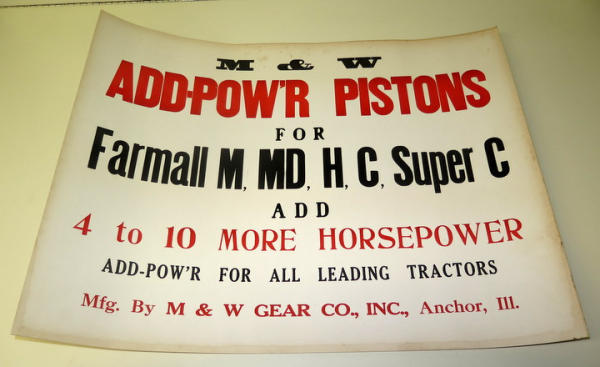 M & W
ADD-POW'R PISTONS
FOR
Farmall M, MD, H, C, Super C
ADD
4 to 10 MORE HORSEPOWER
ADD-POW'R FOR ALL LEADING TRACTORS
Mfg. By M & W GEAR CO., INC., Anchor, Ill.